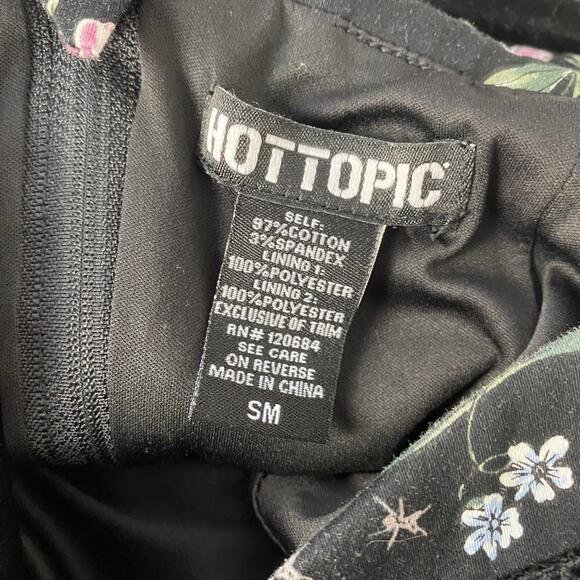 HOTTOPIC
SELF:
97%COTTON
3%SPANDEX
LINING 1:
100%POLYESTER
LINING 2:
100%POLYESTER
EXCLUSIVE OF TRIM
RN# 120684
SEE CARE
ON REVERSE
MADE IN CHINA
SM